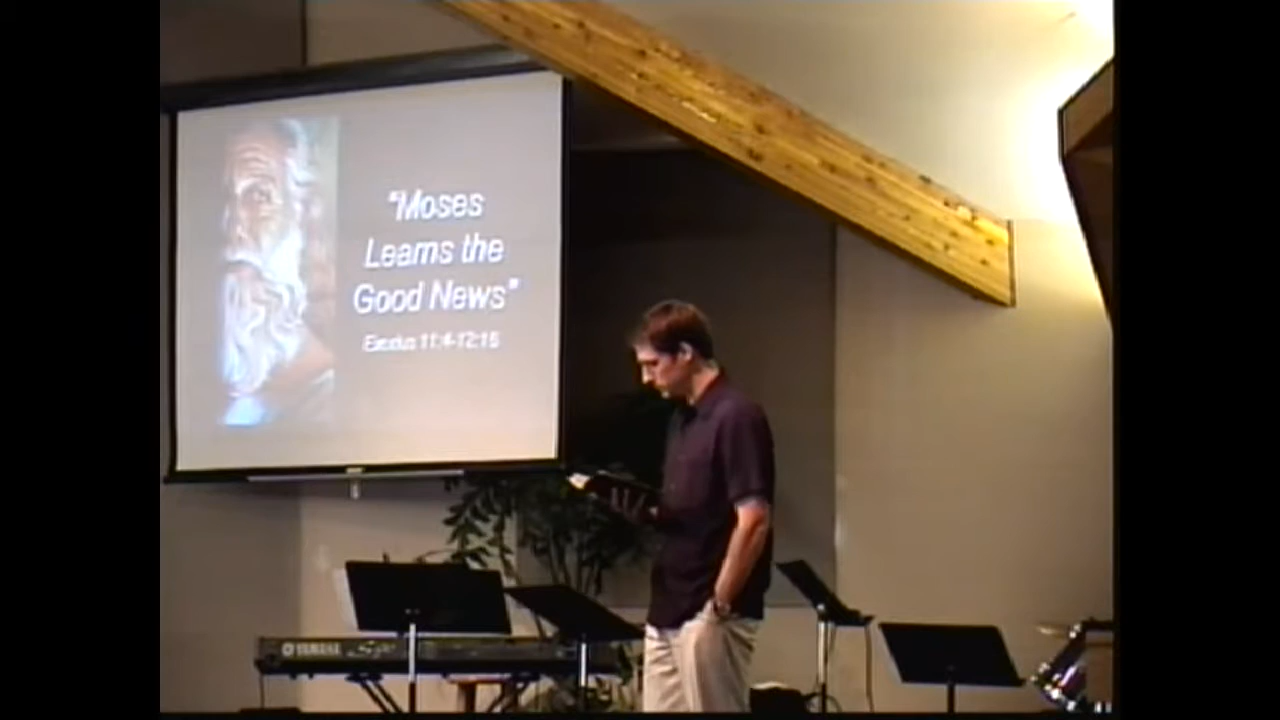 "Moses
Learns the
Good News"
Exodus 11:4-12:16
YAMAHA